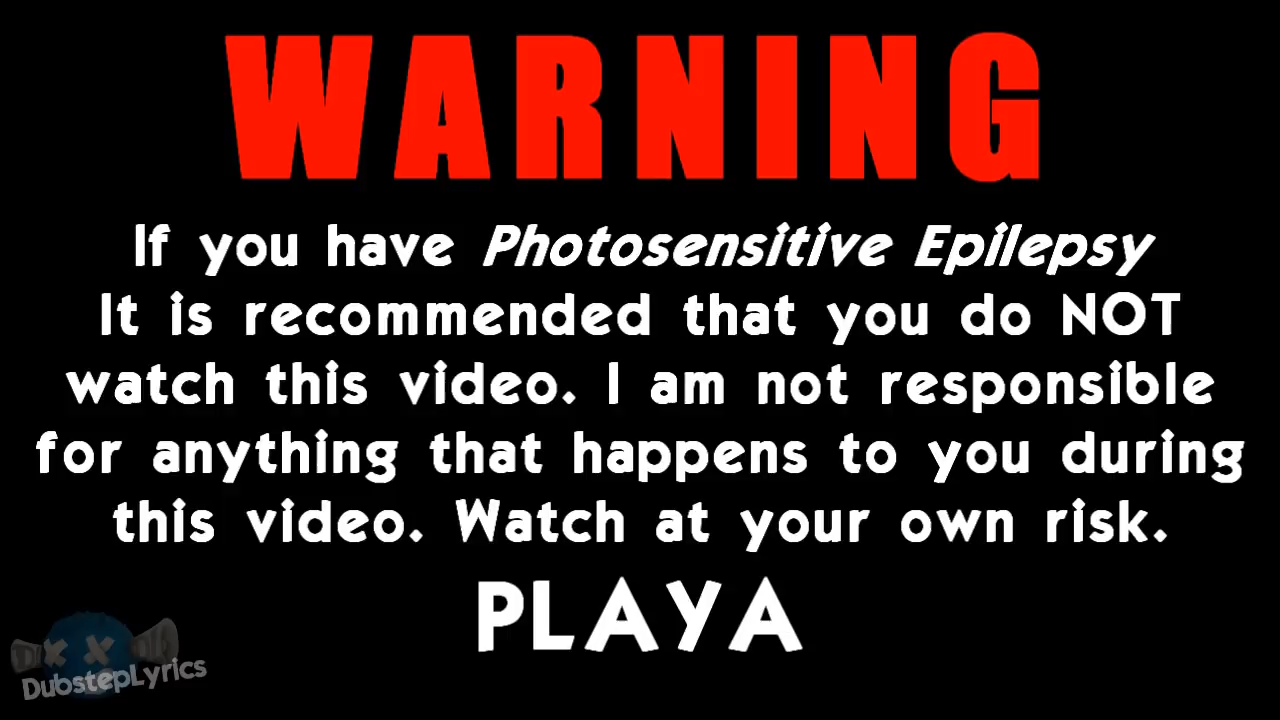 WARNING
If you have Photosensitive Epilepsy
It is recommended that you do NOT
watch this video. I am not responsible
for anything that happens to you during
this video. Watch at your own risk.
PLAYA
DubstepLyrics